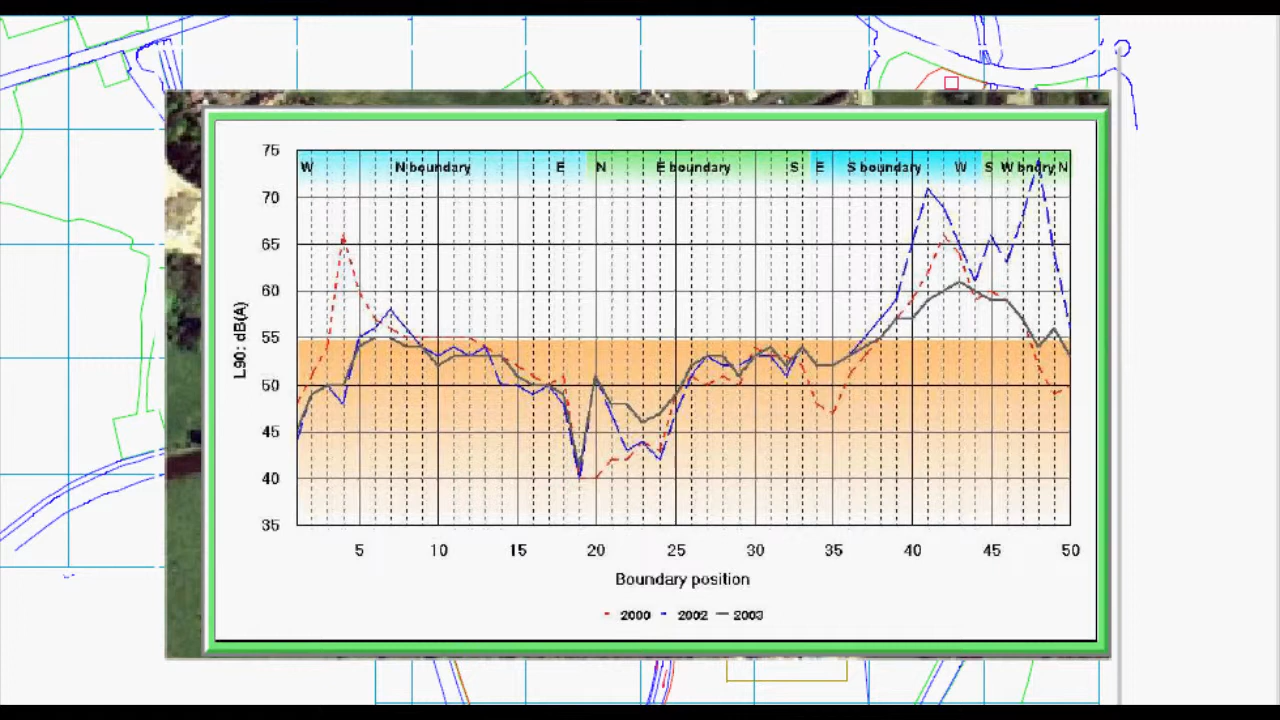 W N boundary E N E boundary S E S boundary W S W bndry N
75
70
65
60
55
50
45
40
35
L90: dB(A)
5 10 15 20 25 30 35 40 45 50
Boundary position
2000 2002 2003